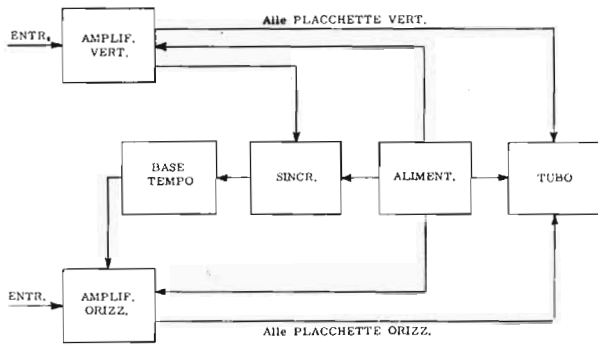 Alle PLACCHETTE VERT.
ENTR.
AMPLIF.
VERT.
BASE
TEMPO
SINCR.
ALIMENT.
TUBO
ENTR.
AMPLIF.
ORIZZ.
Alle PLACCHETTE ORIZZ.